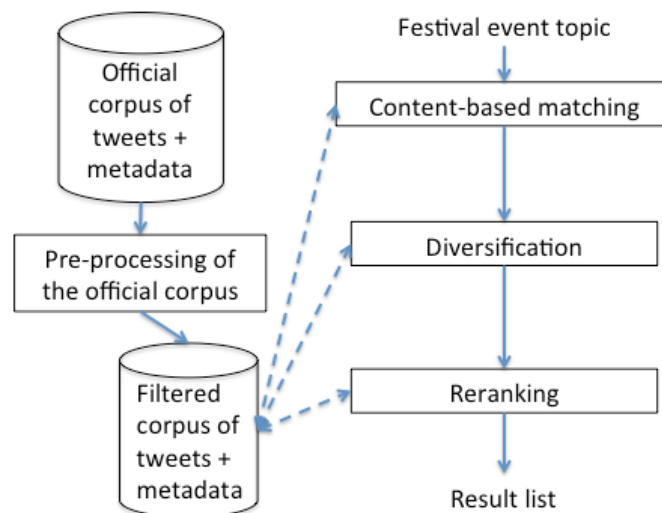 Official
corpus of
tweets +
metadata
Pre-processing of
the official corpus
Filtered
corpus of
tweets +
metadata
Festival event topic
Content-based matching
Diversification
Reranking
Result list